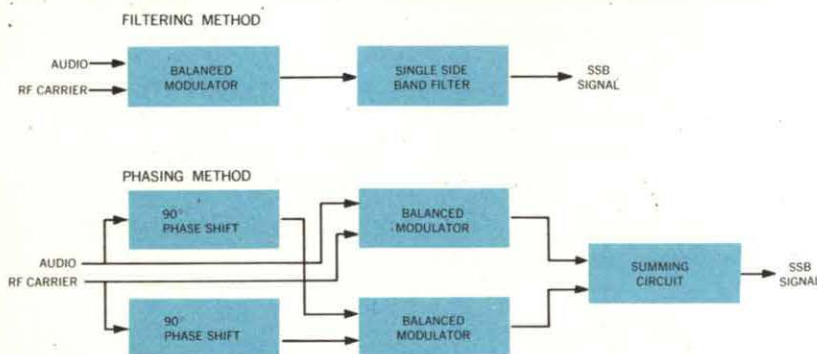 FILTERING METHOD
AUDIO
RF CARRIER
BALANCED
MODULATOR
SINGLE SIDE
BAND FILTER
SSB
SIGNAL
PHASING METHOD
90°
PHASE SHIFT
BALANCED
MODULATOR
AUDIO
RF CARRIER
SUMMING
CIRCUIT
SSB
SIGNAL
90°
PHASE SHIFT
BALANCED
MODULATOR